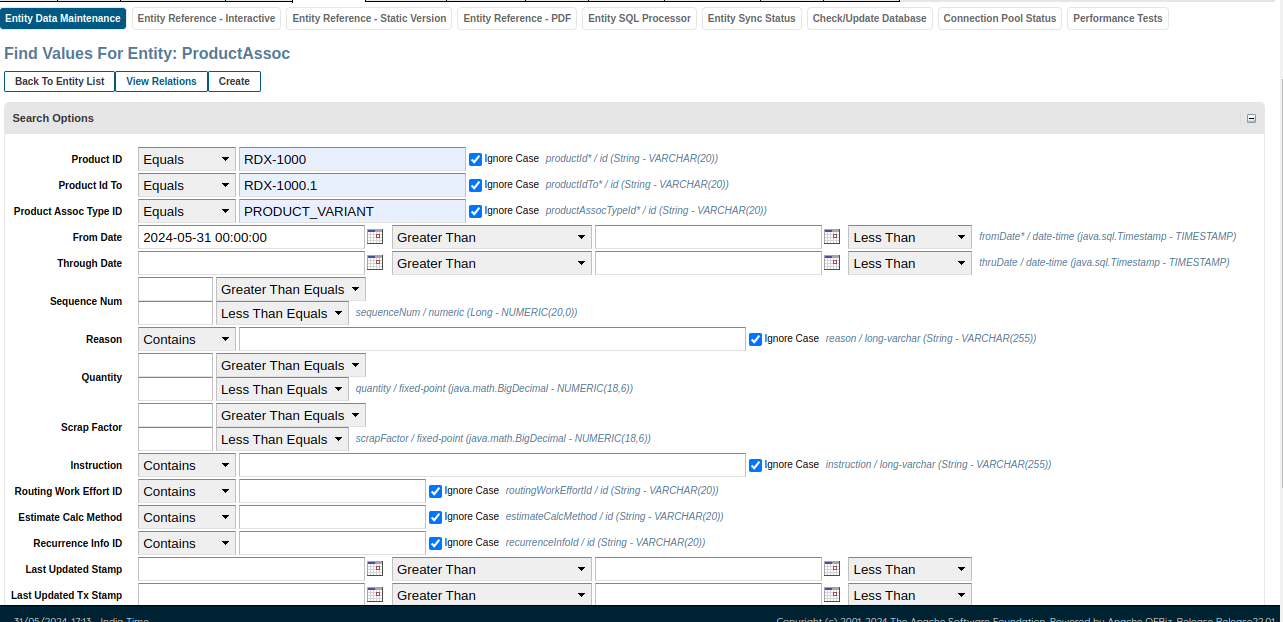 Entity Data Maintenance Entity Reference - Interactive Entity Reference - Static Version Entity Reference - PDF Entity SQL Processor Entity Sync Status Check/Update Database Connection Pool Status Performance Tests
Find Values For Entity: ProductAssoc
Back To Entity List View Relations Create
Search Options
Product ID Equals RDX-1000 Ignore Case productId* / id (String - VARCHAR(20))
Product Id To Equals RDX-1000.1 Ignore Case productIdTo* / id (String - VARCHAR(20))
Product Assoc Type ID Equals PRODUCT_VARIANT Ignore Case productAssocTypeId* / id (String - VARCHAR(20))
From Date 2024-05-31 00:00:00 Greater Than Less Than fromDate* / date-time (java.sql.Timestamp - TIMESTAMP)
Through Date Greater Than Less Than thruDate / date-time (java.sql.Timestamp - TIMESTAMP)
Sequence Num Greater Than Equals
Less Than Equals sequenceNum / numeric (Long - NUMERIC(20,0))
Reason Contains Ignore Case reason / long-varchar (String - VARCHAR(255))
Quantity Greater Than Equals
Less Than Equals quantity / fixed-point (java.math.BigDecimal - NUMERIC(18,6))
Scrap Factor Greater Than Equals
Less Than Equals scrapFactor / fixed-point (java.math.BigDecimal - NUMERIC(18,6))
Instruction Contains Ignore Case instruction / long-varchar (String - VARCHAR(255))
Routing Work Effort ID Contains Ignore Case routingWorkEffortId / id (String - VARCHAR(20))
Estimate Calc Method Contains Ignore Case estimateCalcMethod / id (String - VARCHAR(20))
Recurrence Info ID Contains Ignore Case recurrenceInfoId / id (String - VARCHAR(20))
Last Updated Stamp Greater Than Less Than
Last Updated Tx Stamp Greater Than Less Than
31/05/2024, 17:13 - India Time Copyright (c) 2001-2024 The Apache Software Foundation. Powered by Apache OFBiz. Release Release22.01